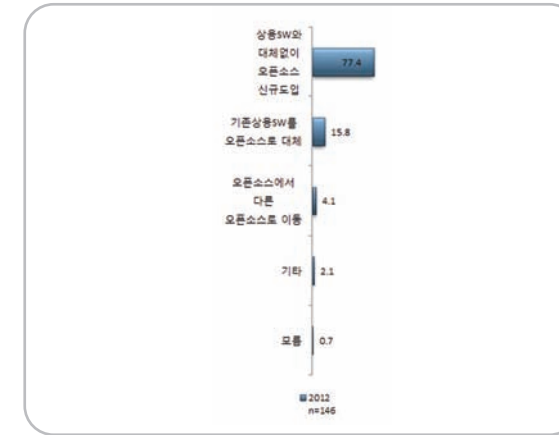 상용SW와
대체없이
오픈소스
신규도입
77.4
기존상용SW를
오픈소스로 대체
15.8
오픈소스에서
다른
오픈소스로 이동
4.1
기타
2.1
모름
0.7
2012
n=146